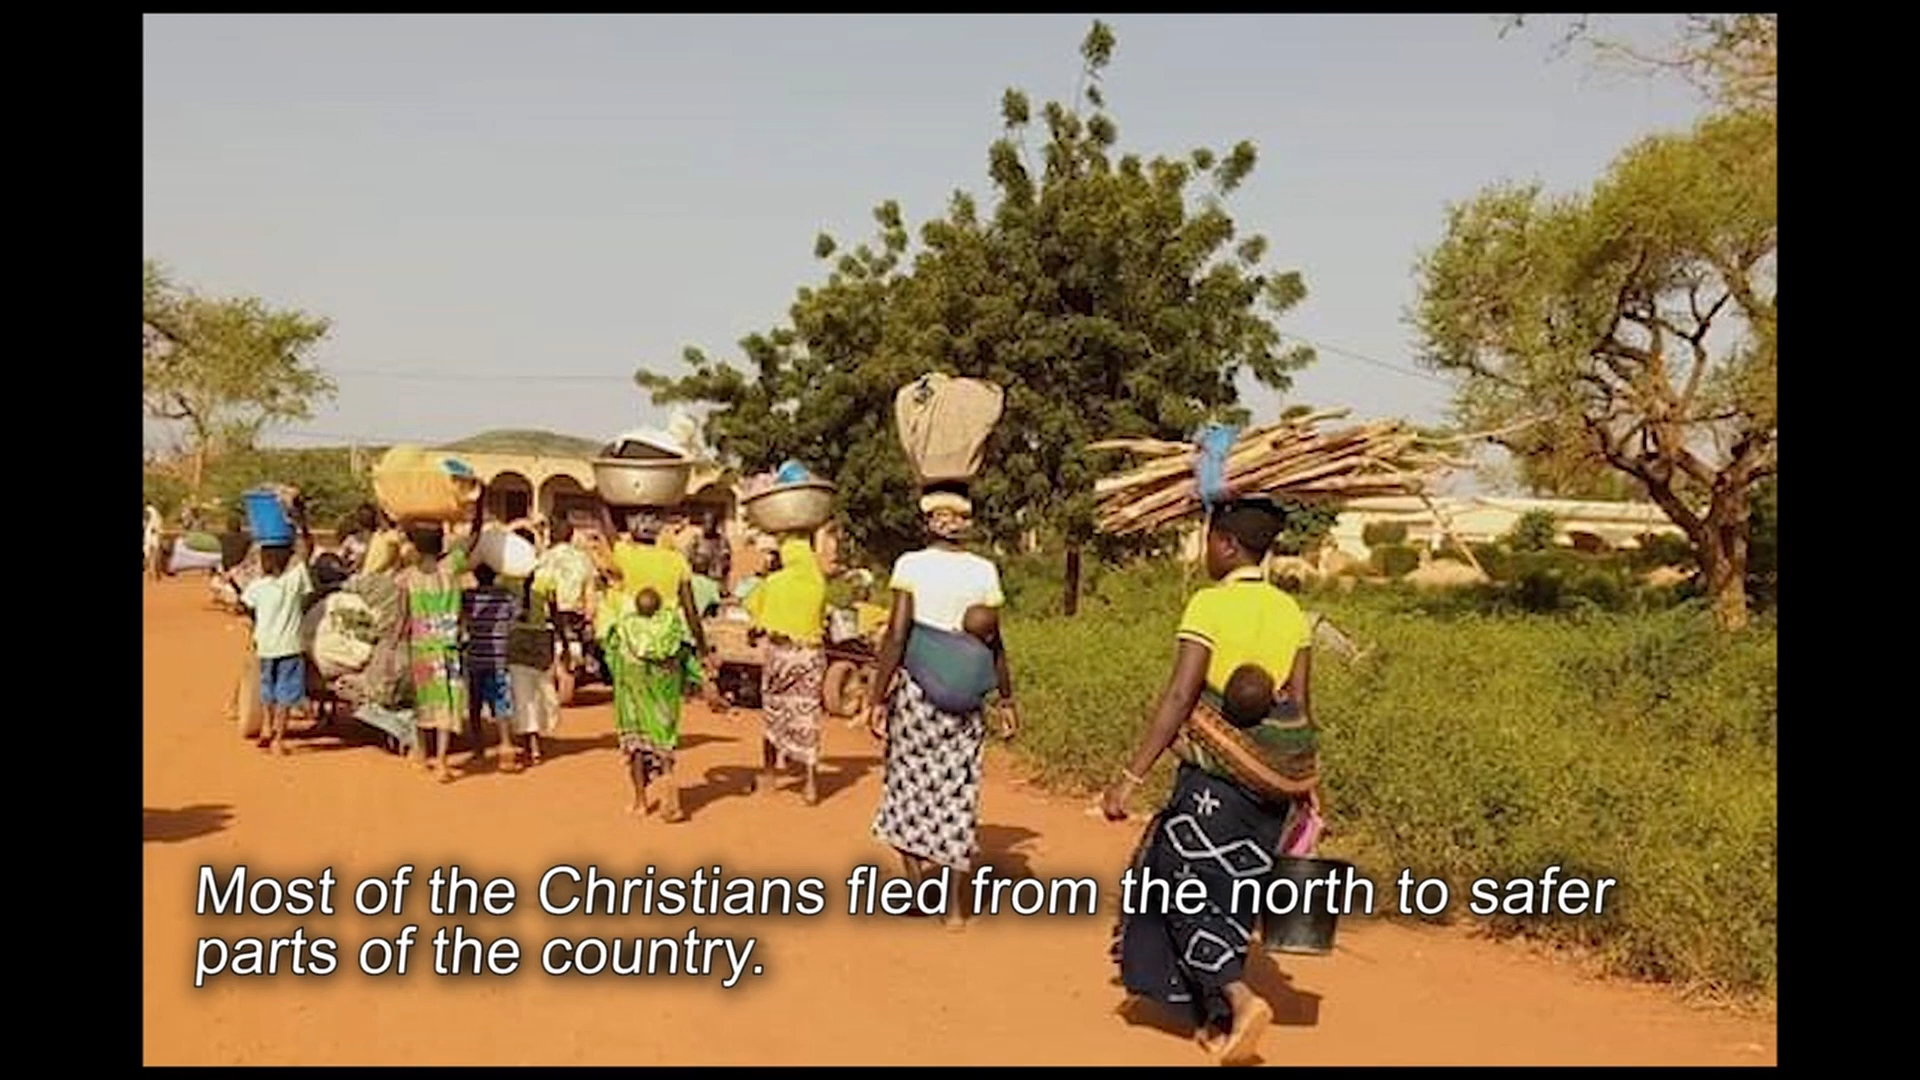 Most of the Christians fled from the north to safer
parts of the country.